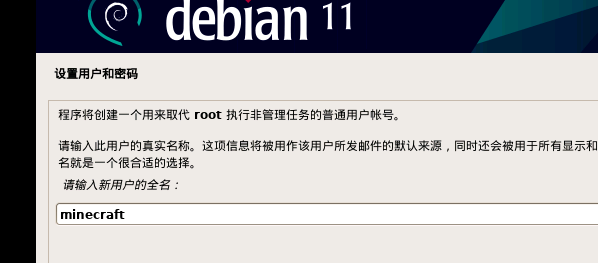 debian 11
设置用户和密码
程序将创建一个用来取代 root 执行非管理任务的普通用户帐号。
请输入此用户的真实名称。这项信息将被用作该用户所发邮件的默认来源，同时还会被用于所有显示和
名就是一个很合适的选择。
请输入新用户的全名：
minecraft